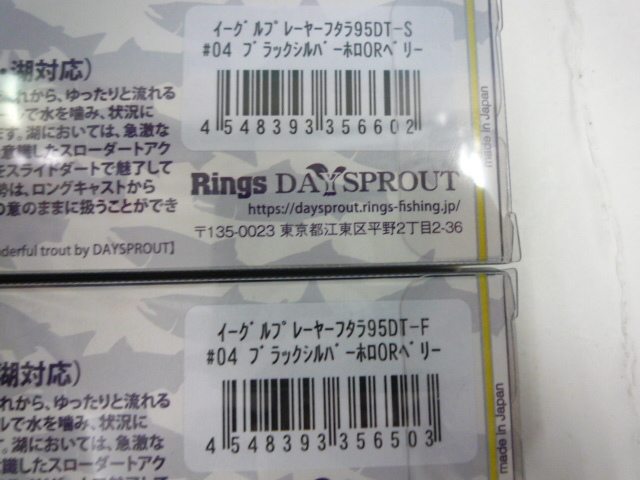 ｲｰｸﾞﾙﾌﾟﾚｰﾔｰﾌﾀﾗ95DT-S
#04 ﾌﾞﾗｯｸｼﾙﾊﾞｰﾎﾛORﾍﾞﾘｰ
4 548393 356602
・湖対応）
れから、ゆったりと流れる
で水を噛み、状況に
す。湖においては、急激な
意識したスローダートアク
をスライドダートで魅了して
勢は、ロングキャストから
の意のままに扱うことができ
nderful trout by DAYSPROUT】
Rings DAYSPROUT
https://daysprout.rings-fishing.jp/
〒135-0023 東京都江東区平野2丁目2-36
made in Japan
ｲｰｸﾞﾙﾌﾟﾚｰﾔｰﾌﾀﾗ95DT-F
#04 ﾌﾞﾗｯｸｼﾙﾊﾞｰﾎﾛORﾍﾞﾘｰ
4 548393 356503
湖対応）
れから、ゆったりと流れる
ルで水を噛み、状況に
す。湖においては、急激な
識したスローダートアク
made in Japan